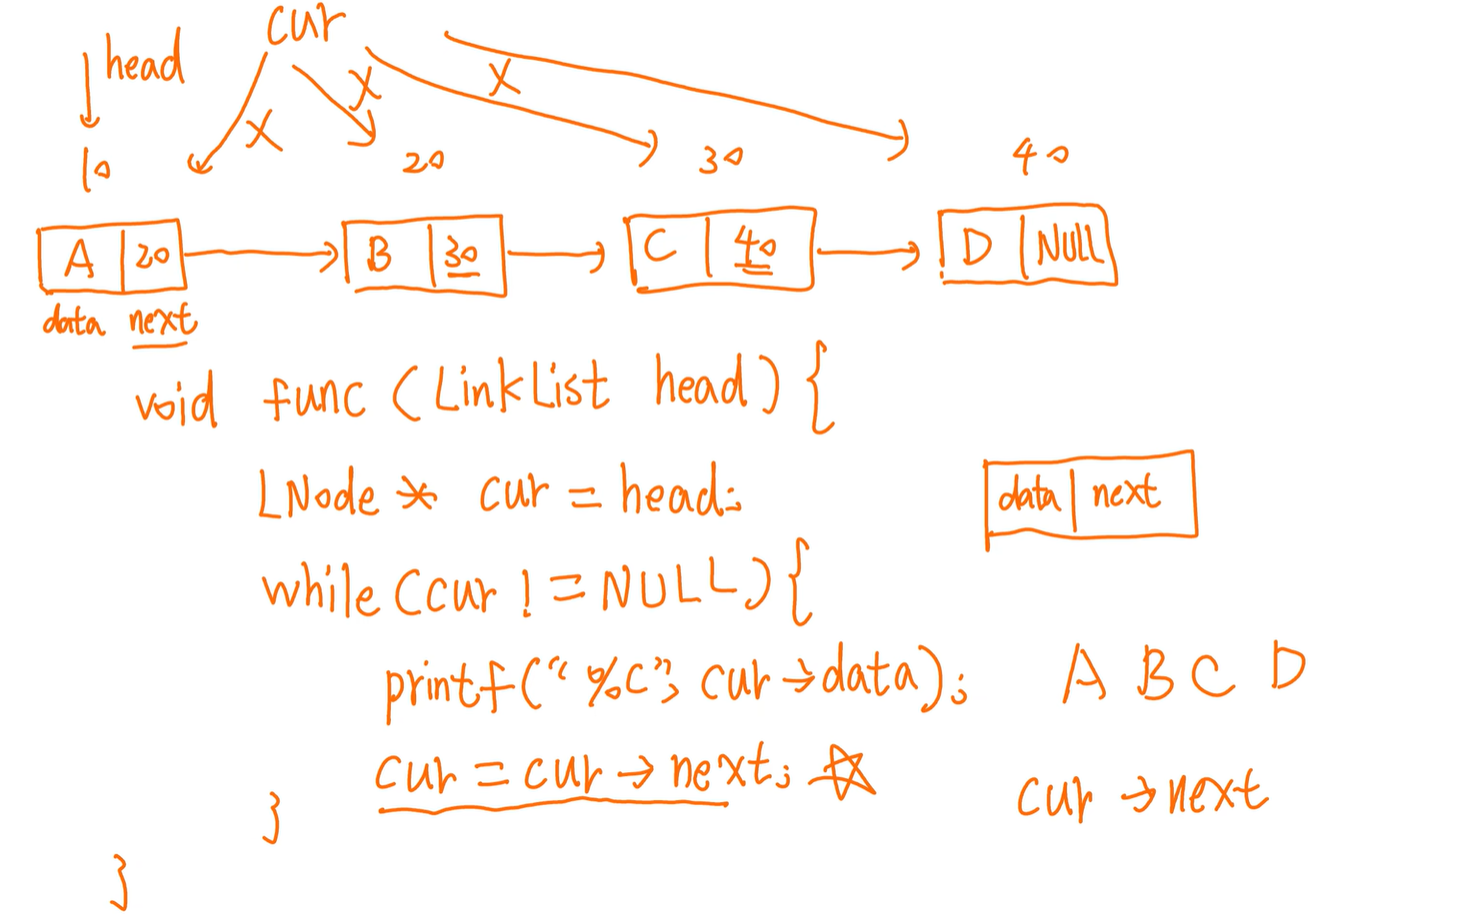 cur
head
10 20 30 40
A 20 B 30 C 40 D NULL
data next
void func (LinkList head) {
LNode * cur = head;
data next
while (cur != NULL) {
printf("%c", cur→data); A B C D
cur = cur→next; ☆
cur→next
}
}